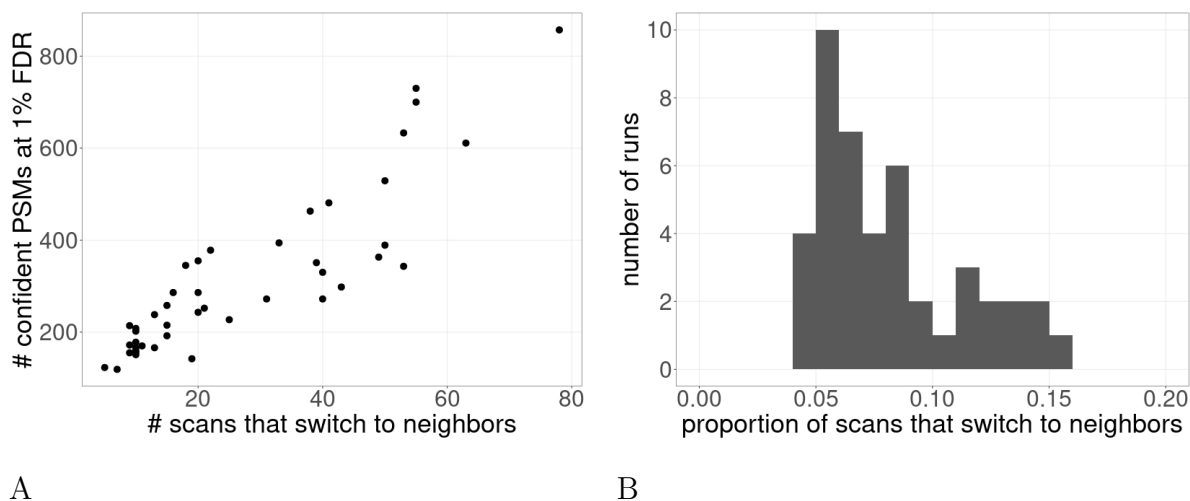 # confident PSMs at 1% FDR
800
600
400
200
20 40 60 80
# scans that switch to neighbors
A
number of runs
10
8
6
4
2
0
0.00 0.05 0.10 0.15 0.20
proportion of scans that switch to neighbors
B